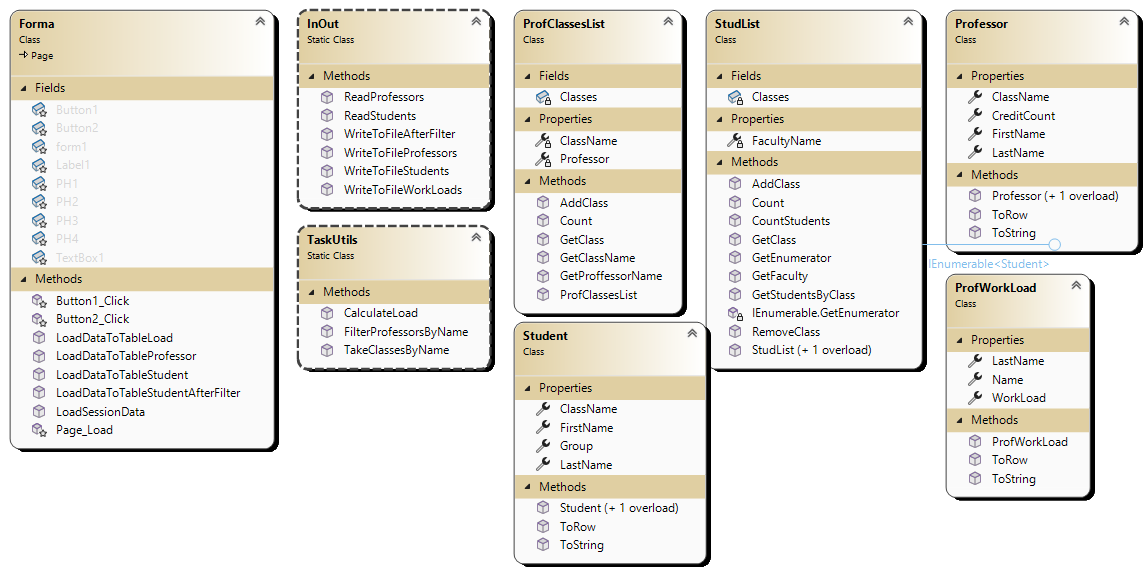 Forma
Class
Page
Fields
Button1
Button2
form1
Label1
PH1
PH2
PH3
PH4
TextBox1
Methods
Button1_Click
Button2_Click
LoadDataToTableLoad
LoadDataToTableProfessor
LoadDataToTableStudent
LoadDataToTableStudentAfterFilter
LoadSessionData
Page_Load
InOut
Static Class
Methods
ReadProfessors
ReadStudents
WriteToFileAfterFilter
WriteToFileProfessors
WriteToFileStudents
WriteToFileWorkLoads
TaskUtils
Static Class
Methods
CalculateLoad
FilterProfessorsByName
TakeClassesByName
ProfClassesList
Class
Fields
Classes
Properties
ClassName
Professor
Methods
AddClass
Count
GetClass
GetClassName
GetProffessorName
ProfClassesList
Student
Class
Properties
ClassName
FirstName
Group
LastName
Methods
Student (+ 1 overload)
ToRow
ToString
StudList
Class
Fields
Classes
Properties
FacultyName
Methods
AddClass
Count
CountStudents
GetClass
GetEnumerator
GetFaculty
GetStudentsByClass
IEnumerable.GetEnumerator
RemoveClass
StudList (+ 1 overload)
Professor
Class
Properties
ClassName
CreditCount
FirstName
LastName
Methods
Professor (+ 1 overload)
ToRow
ToString
IEnumerable<Student>
ProfWorkLoad
Class
Properties
LastName
Name
WorkLoad
Methods
ProfWorkLoad
ToRow
ToString